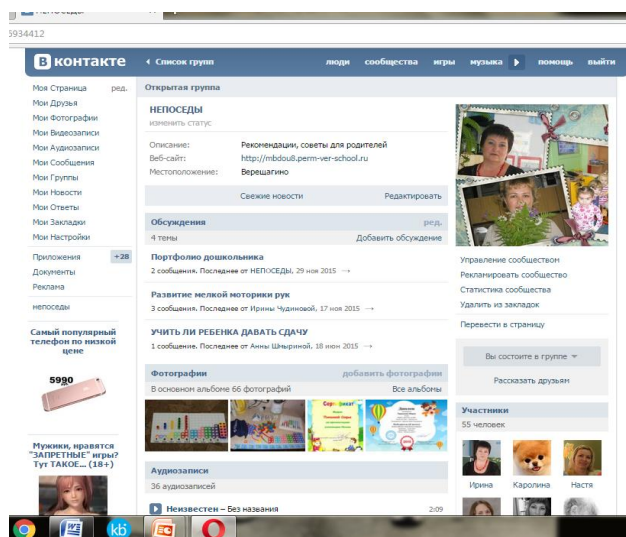 5934412
В контакте
Список групп
люди сообщества игры музыка помощь выйти
Моя Страница ред.
Мои Друзья
Мои Фотографии
Мои Видеозаписи
Мои Аудиозаписи
Мои Сообщения
Мои Группы
Мои Новости
Мои Ответы
Мои Закладки
Мои Настройки
Приложения +28
Документы
Реклама
непоседы
Самый популярный
телефон по низкой
цене
5990
Мужики, нравятся
"ЗАПРЕТНЫЕ" игры?
Тут ТАКОЕ... (18+)
Открытая группа
НЕПОСЕДЫ
изменить статус
Описание: Рекомендации, советы для родителей
Веб-сайт: http://mbdou8.perm-ver-school.ru
Местоположение: Верещагино
Свежие новости Редактировать
Обсуждения ред.
4 темы Добавить обсуждение
Портфолио дошкольника
2 сообщения. Последнее от НЕПОСЕДЫ, 29 ноя 2015 →
Развитие мелкой моторики рук
3 сообщения. Последнее от Ирины Чудиновой, 17 ноя 2015 →
УЧИТЬ ЛИ РЕБЕНКА ДАВАТЬ СДАЧУ
1 сообщение. Последнее от Анны Шныриной, 18 июн 2015 →
Фотографии добавить фотографии
В основном альбоме 66 фотографий Все альбомы
Сертификат
Аудиозаписи
36 аудиозаписей
Неизвестен – Без названия 2:09
Управление сообществом
Рекламировать сообщество
Статистика сообщества
Удалить из закладок
Перевести в страницу
Вы состоите в группе
Рассказать друзьям
Участники
55 человек
Ирина Каролина Настя
kb